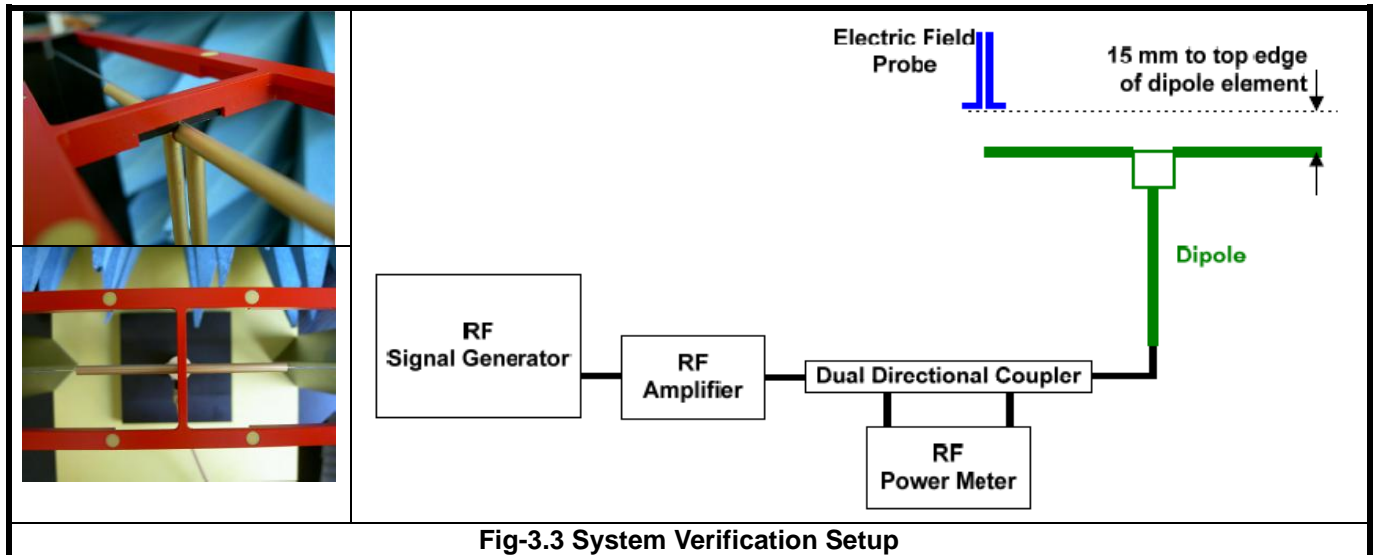 Electric Field
Probe
15 mm to top edge
of dipole element
Dipole
RF
Signal Generator
RF
Amplifier
Dual Directional Coupler
RF
Power Meter
Fig-3.3 System Verification Setup